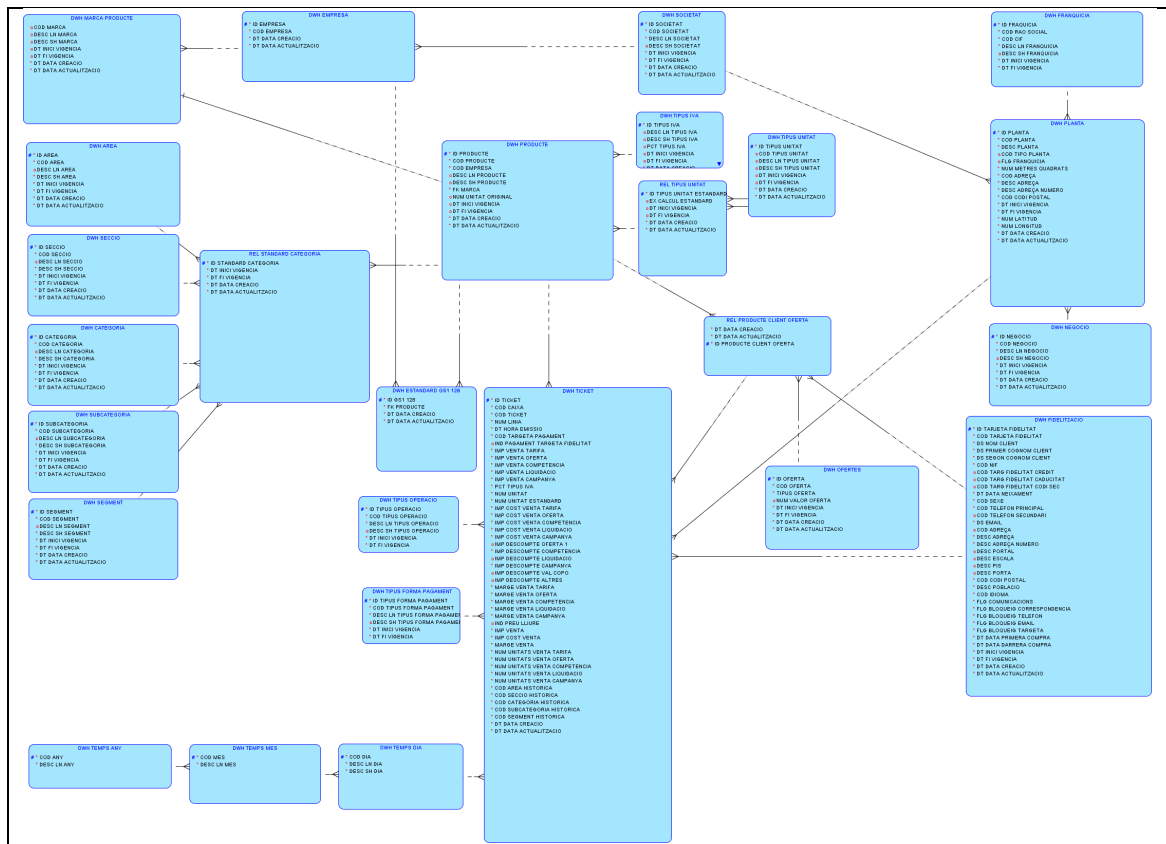 DWH MARCA PRODUCTE
COD MARCA
DESC LN MARCA
DESC SH MARCA
DT INICI VIGENCIA
DT FI VIGENCIA
DT DATA CREACIO
DT DATA ACTUALITZACIO
DWH EMPRESA
# * ID EMPRESA
* COD EMPRESA
* DT DATA CREACIO
* DT DATA ACTUALITZACIO
DWH SOCIETAT
# * ID SOCIETAT
* COD SOCIETAT
* DESC LN SOCIETAT
o DESC SH SOCIETAT
* DT INICI VIGENCIA
* DT FI VIGENCIA
* DT DATA CREACIO
* DT DATA ACTUALITZACIO
DWH FRANQUICIA
# * ID FRAQUICIA
* COD RAO SOCIAL
* COD CIF
* DESC LN FRANQUICIA
o DESC SH FRANQUICIA
* DT INICI VIGENCIA
* DT FI VIGENCIA
DWH AREA
# * ID AREA
* COD AREA
o DESC LN AREA
* DESC SH AREA
* DT INICI VIGENCIA
* DT FI VIGENCIA
* DT DATA CREACIO
* DT DATA ACTUALITZACIO
DWH PRODUCTE
# * ID PRODUCTE
* COD PRODUCTE
* COD EMPRESA
o DESC LN PRODUCTE
o DESC SH PRODUCTE
* FK MARCA
o NUM UNITAT ORIGINAL
o DT INICI VIGENCIA
o DT FI VIGENCIA
* DT DATA CREACIO
* DT DATA ACTUALITZACIO
DWH TIPUS IVA
# * ID TIPUS IVA
o DESC LN TIPUS IVA
o DESC SH TIPUS IVA
* PCT TIPUS IVA
o DT INICI VIGENCIA
o DT FI VIGENCIA
DWH TIPUS UNITAT
# * ID TIPUS UNITAT
o COD TIPUS UNITAT
o DESC LN TIPUS UNITAT
o DESC SH TIPUS UNITAT
o DT INICI VIGENCIA
o DT FI VIGENCIA
* DT DATA CREACIO
* DT DATA ACTUALITZACIO
REL TIPUS UNITAT
# * ID TIPUS UNITAT ESTANDARD
o EX CALCUL ESTANDARD
o DT INICI VIGENCIA
o DT FI VIGENCIA
* DT DATA CREACIO
* DT DATA ACTUALITZACIO
DWH PLANTA
# * ID PLANTA
* COD PLANTA
* DESC PLANTA
* COD TIPO PLANTA
o FLG FRANQUICIA
* NUM METRES QUADRATS
* COD ADREÇA
* DESC ADREÇA
* DESC ADREÇA NUMERO
* COD CODI POSTAL
* DT INICI VIGENCIA
* DT FI VIGENCIA
* NUM LATITUD
* NUM LONGITUD
* DT DATA CREACIO
* DT DATA ACTUALITZACIO
DWH SECCIO
# * ID SECCIO
* COD SECCIO
o DESC LN SECCIO
* DESC SH SECCIO
* DT INICI VIGENCIA
* DT FI VIGENCIA
* DT DATA CREACIO
* DT DATA ACTUALITZACIO
REL STANDARD CATEGORIA
# * ID STANDARD CATEGORIA
* DT INICI VIGENCIA
* DT FI VIGENCIA
* DT DATA CREACIO
* DT DATA ACTUALITZACIO
DWH CATEGORIA
# * ID CATEGORIA
* COD CATEGORIA
o DESC LN CATEGORIA
o DESC SH CATEGORIA
* DT INICI VIGENCIA
* DT FI VIGENCIA
* DT DATA CREACIO
* DT DATA ACTUALITZACIO
REL PRODUCTE CLIENT OFERTA
* DT DATA CREACIO
* DT DATA ACTUALITZACIO
# * ID PRODUCTE CLIENT OFERTA
DWH NEGOCIO
# * ID NEGOCIO
* COD NEGOCIO
* DESC LN NEGOCIO
* DESC SH NEGOCIO
* DT INICI VIGENCIA
* DT FI VIGENCIA
* DT DATA CREACIO
* DT DATA ACTUALITZACIO
DWH SUBCATEGORIA
# * ID SUBCATEGORIA
* COD SUBCATEGORIA
o DESC LN SUBCATEGORIA
o DESC SH SUBCATEGORIA
* DT INICI VIGENCIA
* DT FI VIGENCIA
* DT DATA CREACIO
* DT DATA ACTUALITZACIO
DWH ESTANDARD GS1 128
# * ID GS1 128
* FK PRODUCTE
* DT DATA CREACIO
* DT DATA ACTUALITZACIO
DWH SEGMENT
# * ID SEGMENT
* COD SEGMENT
o DESC LN SEGMENT
o DESC SH SEGMENT
* DT INICI VIGENCIA
* DT FI VIGENCIA
* DT DATA CREACIO
* DT DATA ACTUALITZACIO
DWH TICKET
# * ID TICKET
* COD CAIXA
* COD TICKET
* NUM LINIA
* DT HORA EMISSIO
* COD TARGETA PAGAMENT
o IND PAGAMENT TARGETA FIDELITAT
* IMP VENTA TARIFA
* IMP VENTA OFERTA
* IMP VENTA COMPETENCIA
* IMP VENTA LIQUIDACIO
* IMP VENTA CAMPANYA
* PCT TIPUS IVA
* NUM UNITAT
* NUM UNITAT ESTANDARD
* IMP COST VENTA TARIFA
* IMP COST VENTA OFERTA
* IMP COST VENTA COMPETENCIA
* IMP COST VENTA LIQUIDACIO
* IMP COST VENTA CAMPANYA
o IMP DESCOMPTE OFERTA 1
* IMP DESCOMPTE COMPETENCIA
o IMP DESCOMPTE LIQUIDACIO
* IMP DESCOMPTE CAMPANYA
o IMP DESCOMPTE VAL COPO
o IMP DESCOMPTE ALTRES
* MARGE VENTA TARIFA
* MARGE VENTA OFERTA
* MARGE VENTA COMPETENCIA
* MARGE VENTA LIQUIDACIO
* MARGE VENTA CAMPANYA
o IND PREU LLIURE
* IMP VENTA
* IMP COST VENTA
* MARGE VENTA
* NUM UNITATS VENTA TARIFA
* NUM UNITATS VENTA OFERTA
* NUM UNITATS VENTA COMPETENCIA
* NUM UNITATS VENTA LIQUIDACIO
* NUM UNITATS VENTA CAMPANYA
* COD AREA HISTORICA
* COD SECCIO HISTORICA
* COD CATEGORIA HISTORICA
* COD SUBCATEGORIA HISTORICA
* COD SEGMENT HISTORICA
* DT DATA CREACIO
* DT DATA ACTUALITZACIO
DWH OFERTES
# * ID OFERTA
* COD OFERTA
* TIPUS OFERTA
o NUM VALOR OFERTA
* DT INICI VIGENCIA
* DT FI VIGENCIA
* DT DATA CREACIO
* DT DATA ACTUALITZACIO
DWH FIDELITZACIO
# * ID TARJETA FIDELITAT
* COD TARJETA FIDELITAT
* DS NOM CLIENT
* DS PRIMER COGNOM CLIENT
* DS SEGON COGNOM CLIENT
* COD NIF
o COD TARG FIDELITAT CREDIT
o COD TARG FIDELITAT CADUCITAT
o COD TARG FIDELITAT CODI SEC
* DT DATA NEIXAMENT
* COD SEXE
* COD TELEFON PRINCIPAL
o COD TELEFON SECUNDARI
* DS EMAIL
* COD ADREÇA
* DESC ADREÇA
* DESC ADREÇA NUMERO
o DESC PORTAL
o DESC ESCALA
o DESC PIS
o DESC PORTA
* COD CODI POSTAL
* DESC POBLACIO
* COD IDIOMA
* FLG COMUNICACIONS
* FLG BLOQUEIG CORRESPONDENCIA
* FLG BLOQUEIG TELEFON
* FLG BLOQUEIG EMAIL
* FLG BLOQUEIG TARGETA
* DT DATA PRIMERA COMPRA
* DT DATA DARRERA COMPRA
* DT INICI VIGENCIA
* DT FI VIGENCIA
* DT DATA CREACIO
* DT DATA ACTUALITZACIO
DWH TIPUS OPERACIO
# * ID TIPUS OPERACIO
* COD TIPUS OPERACIO
* DESC LN TIPUS OPERACIO
o DESC SH TIPUS OPERACIO
* DT INICI VIGENCIA
* DT FI VIGENCIA
DWH TIPUS FORMA PAGAMENT
# * ID TIPUS FORMA PAGAMENT
* COD TIPUS FORMA PAGAMENT
* DESC LN TIPUS FORMA PAGAMEN
o DESC SH TIPUS FORMA PAGAMEN
* DT INICI VIGENCIA
* DT FI VIGENCIA
DWH TEMPS ANY
# * COD ANY
* DESC LN ANY
DWH TEMPS MES
# * COD MES
* DESC LN MES
DWH TEMPS DIA
# * COD DIA
* DESC LN DIA
* DESC SH DIA